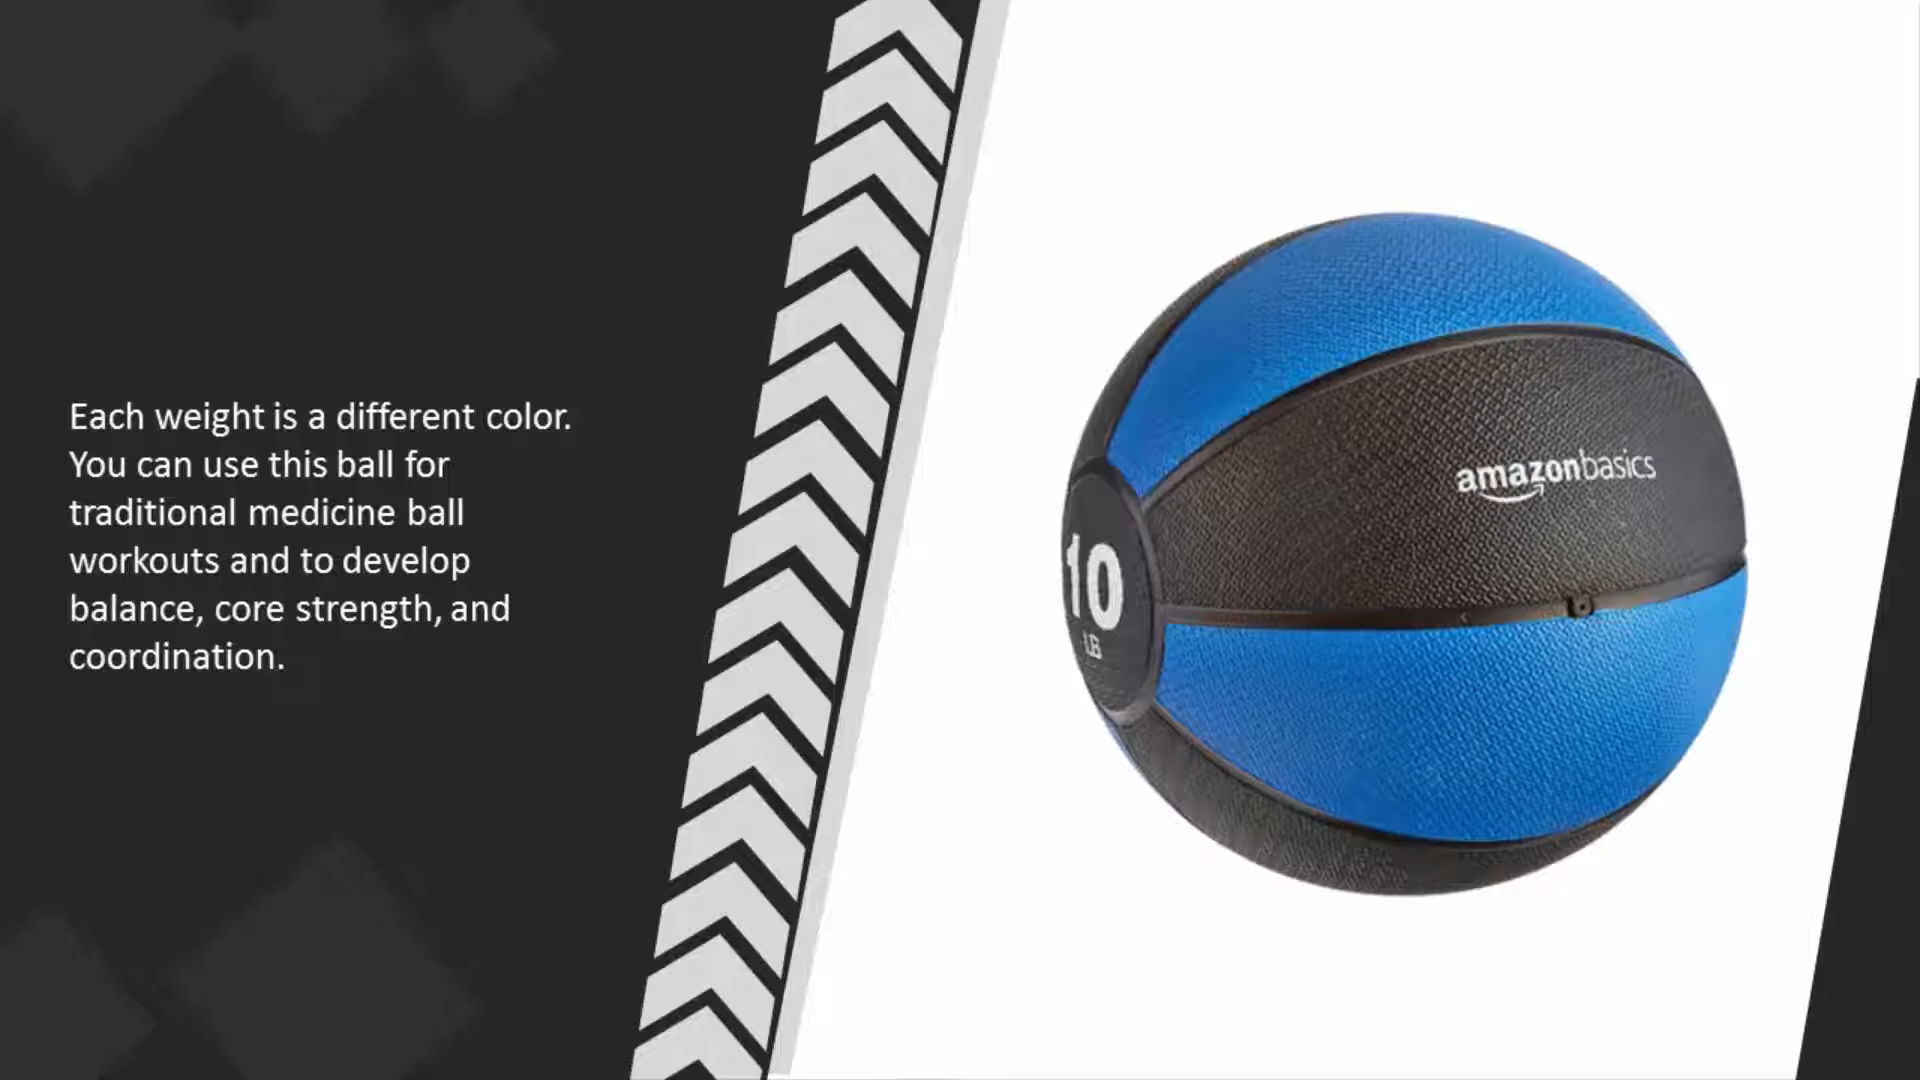 Each weight is a different color.
You can use this ball for
traditional medicine ball
workouts and to develop
balance, core strength, and
coordination.
amazonbasics
10
LB